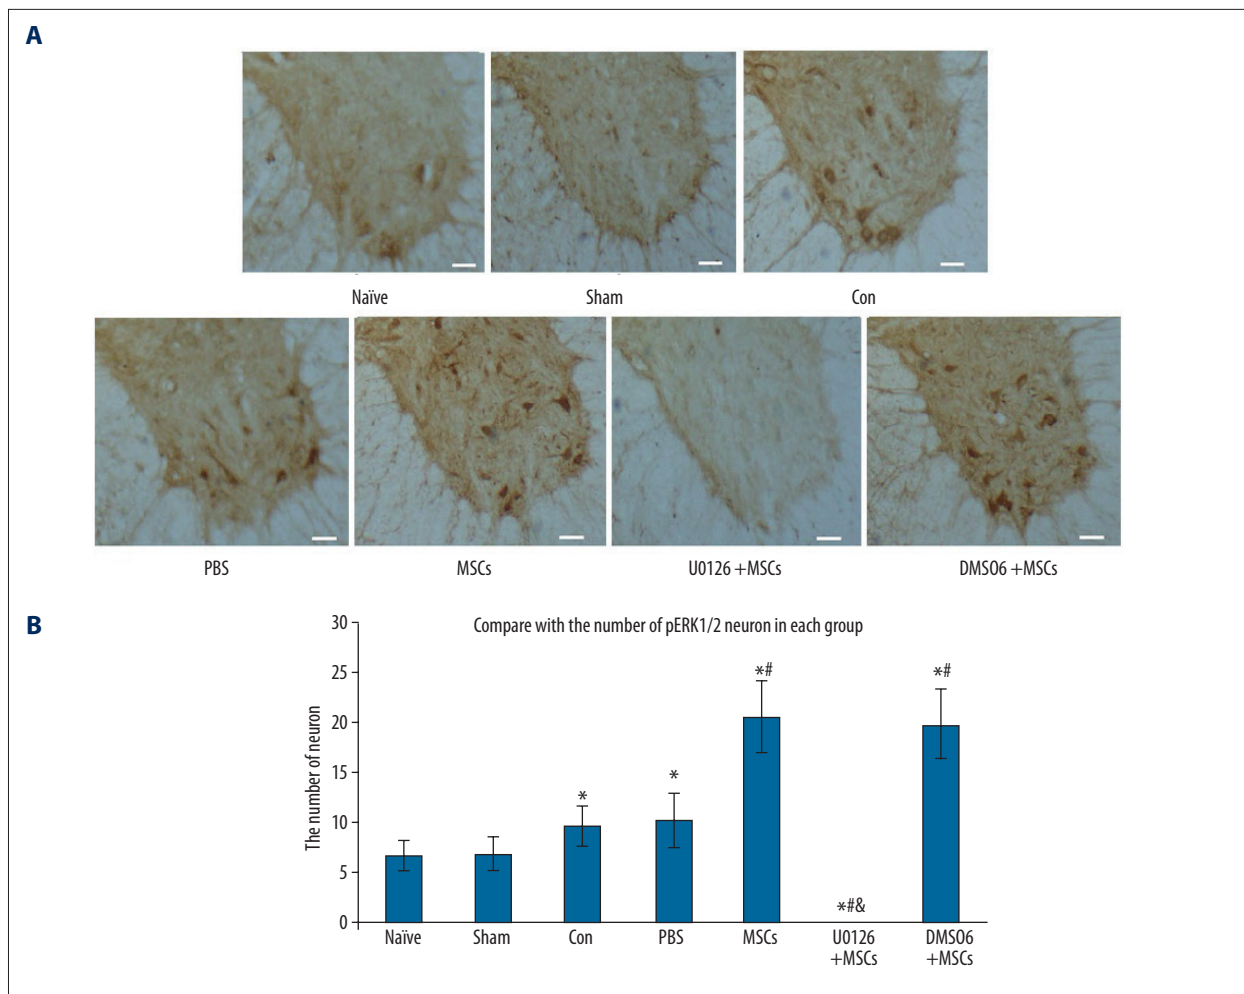 A
Naïve Sham Con
PBS MSCs U0126 +MSCs DMSO6 +MSCs
B
Compare with the number of pERK1/2 neuron in each group
The number of neuron
30
25
20
15
10
5
0
* * *# *#& *#
Naïve Sham Con PBS MSCs U0126 DMSO6
+MSCs +MSCs